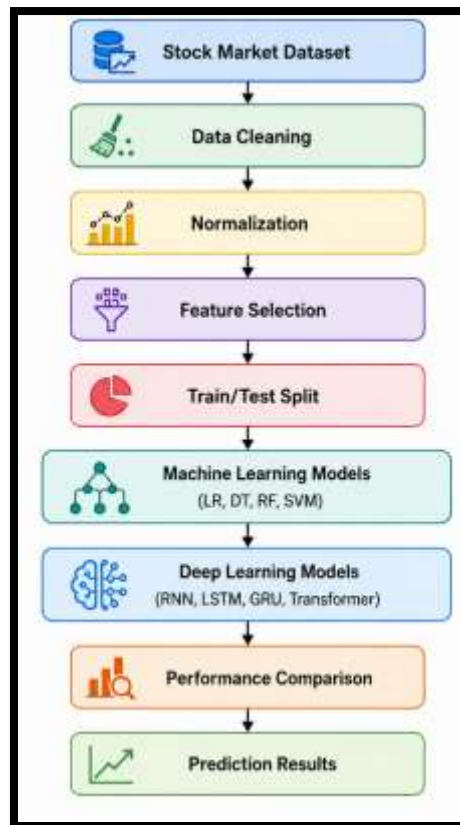 Stock Market Dataset
Data Cleaning
Normalization
Feature Selection
Train/Test Split
Machine Learning Models
(LR, DT, RF, SVM)
Deep Learning Models
(RNN, LSTM, GRU, Transformer)
Performance Comparison
Prediction Results